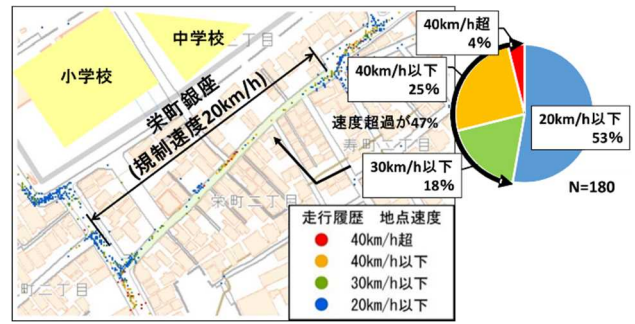 中学校
二丁目
小学校
栄町銀座
(規制速度20km/h)
40km/h超
4%
40km/h以下
25%
速度超過が47%
20km/h以下
53%
寿町二丁目
30km/h以下
18%
N=180
栄町二丁目
走行履歴 地点速度
40km/h超
40km/h以下
30km/h以下
20km/h以下
町二丁目